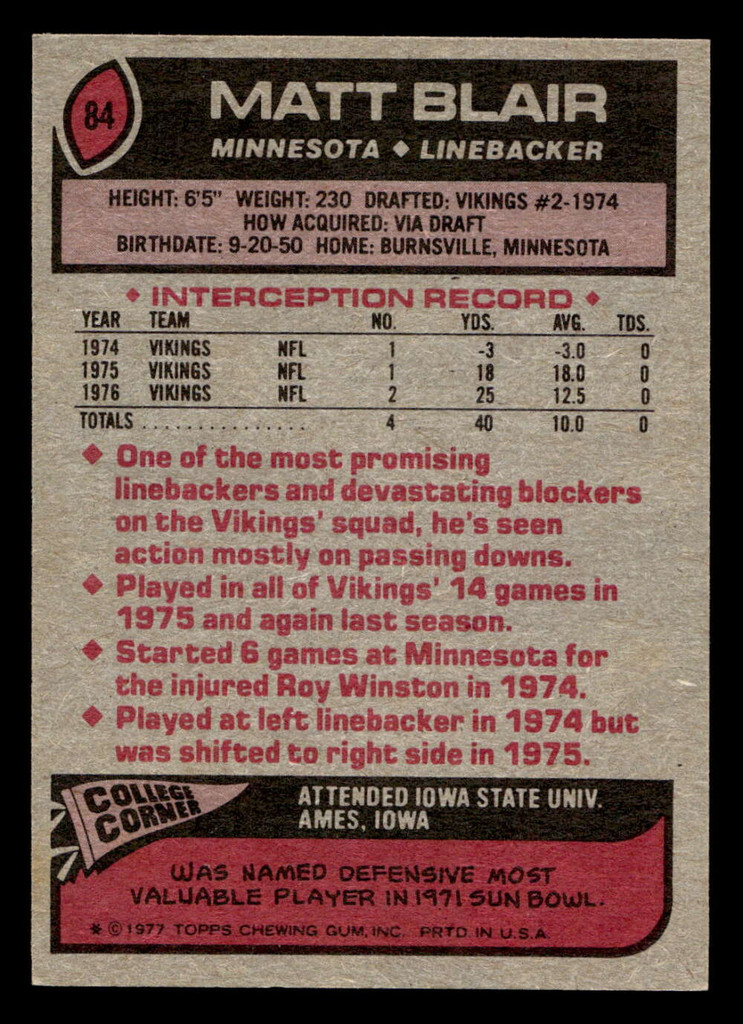 84
MATT BLAIR
MINNESOTA ◆ LINEBACKER
HEIGHT: 6'5" WEIGHT: 230 DRAFTED: VIKINGS #2-1974
HOW ACQUIRED: VIA DRAFT
BIRTHDATE: 9-20-50 HOME: BURNSVILLE, MINNESOTA
◆ INTERCEPTION RECORD ◆
YEAR TEAM NO. YDS. AVG. TDS.
1974 VIKINGS NFL 1 -3 -3.0 0
1975 VIKINGS NFL 1 18 18.0 0
1976 VIKINGS NFL 2 25 12.5 0
TOTALS . . . . . . . . . . . . . . . 4 40 10.0 0
◆ One of the most promising
linebackers and devastating blockers
on the Vikings' squad, he's seen
action mostly on passing downs.
◆ Played in all of Vikings' 14 games in
1975 and again last season.
◆ Started 6 games at Minnesota for
the injured Roy Winston in 1974.
◆ Played at left linebacker in 1974 but
was shifted to right side in 1975.
COLLEGE
CORNER
ATTENDED IOWA STATE UNIV.
AMES, IOWA
WAS NAMED DEFENSIVE MOST
VALUABLE PLAYER IN 1971 SUN BOWL.
* © 1977 TOPPS CHEWING GUM, INC. PRTD. IN U.S.A.